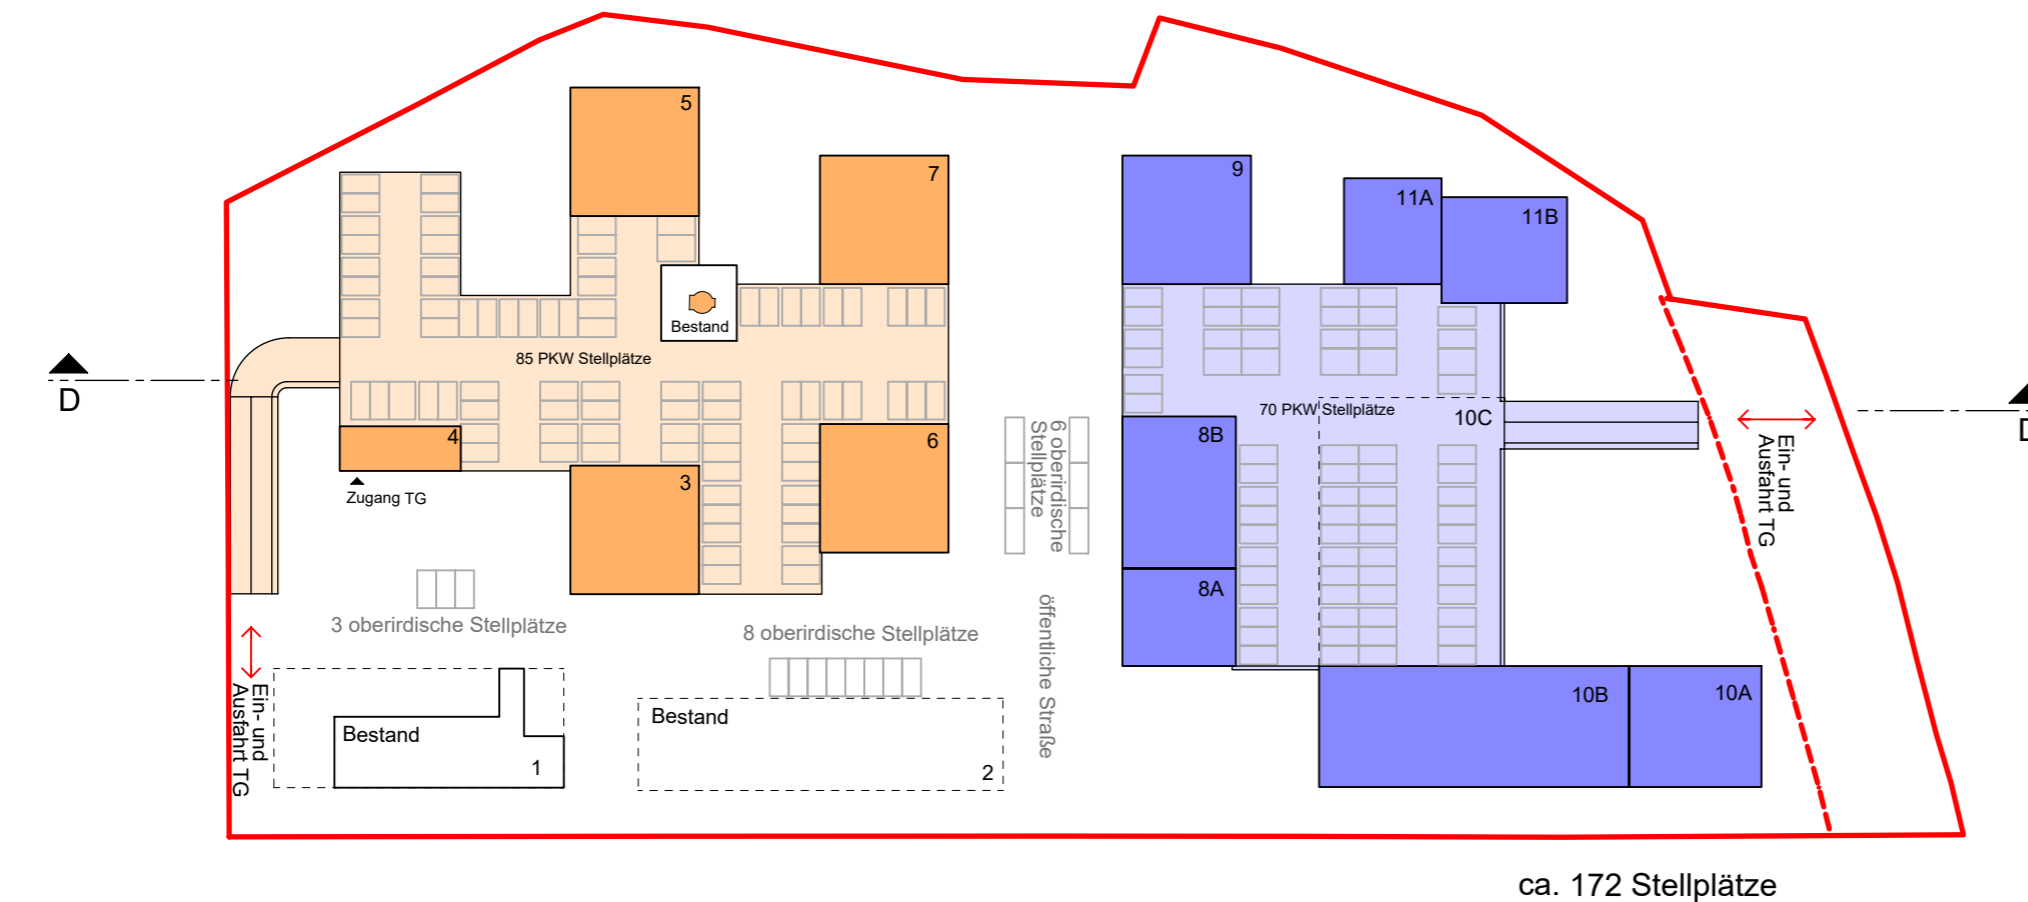 5
7
9
11A
11B
Bestand
85 PKW Stellplätze
D
70 PKW Stellplätze
10C
4
8B
6
3
Zugang TG
6 oberirdische
Stellplätze
Ein- und
Ausfahrt TG
8A
3 oberirdische Stellplätze
8 oberirdische Stellplätze
öffentliche Straße
Ein- und
Ausfahrt TG
Bestand
1
Bestand
2
10B
10A
ca. 172 Stellplätze